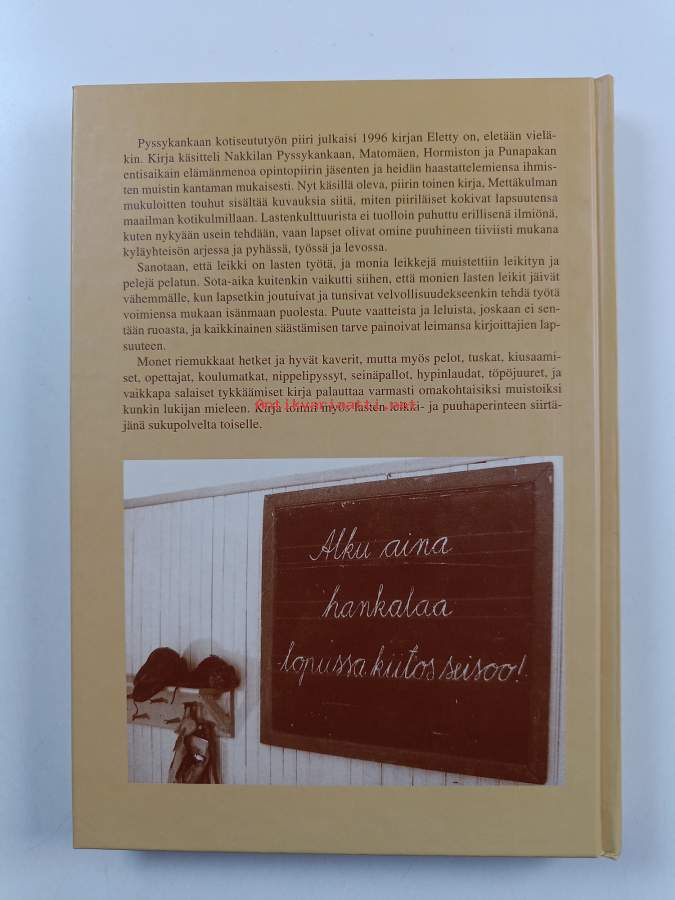 Pyssykankaan kotiseututyön piiri julkaisi 1996 kirjan Eletty on, eletään vielä-
kin. Kirja käsitteli Nakkilan Pyssykankaan, Matomäen, Hormiston ja Punapakan
entisaikain elämänmenoa opintopiirin jäsenten ja heidän haastattelemiensa ihmis-
ten muistin kantaman mukaisesti. Nyt käsillä oleva, piirin toinen kirja, Mettäkulman
mukuloitten touhut sisältää kuvauksia siitä, miten piiriläiset kokivat lapsuutensa
maailman kotikulmillaan. Lastenkulttuurista ei tuolloin puhuttu erillisenä ilmiönä,
kuten nykyään usein tehdään, vaan lapset olivat omine puuhineen tiiviisti mukana
kyläyhteisön arjessa ja pyhässä, työssä ja levossa.
Sanotaan, että leikki on lasten työtä, ja monia leikkejä muistettiin leikityn ja
pelejä pelatun. Sota-aika kuitenkin vaikutti siihen, että monien lasten leikit jäivät
vähemmälle, kun lapsetkin joutuivat ja tunsivat velvollisuudekseenkin tehdä työtä
voimiensa mukaan isänmaan puolesta. Puute vaatteista ja leluista, joskaan ei sen-
tään ruoasta, ja kaikkinainen säästämisen tarve painoivat leimansa kirjoittajien lap-
suuteen.
Monet riemukkaat hetket ja hyvät kaverit, mutta myös pelot, tuskat, kiusaami-
set, opettajat, koulumatkat, nippelipyssyt, seinäpallot, hypinlaudat, töpöjuuret, ja
vaikkapa salaiset tykkäämiset kirja palauttaa varmasti omakohtaisiksi muistoiksi
kunkin lukijan mieleen. Kirja toimii myös lasten leikki- ja puuhaperinteen siirtä-
jänä sukupolvelta toiselle.
Antikvariaatti.net
Alku aina
hankalaa
lopussa kiitos seisoo!